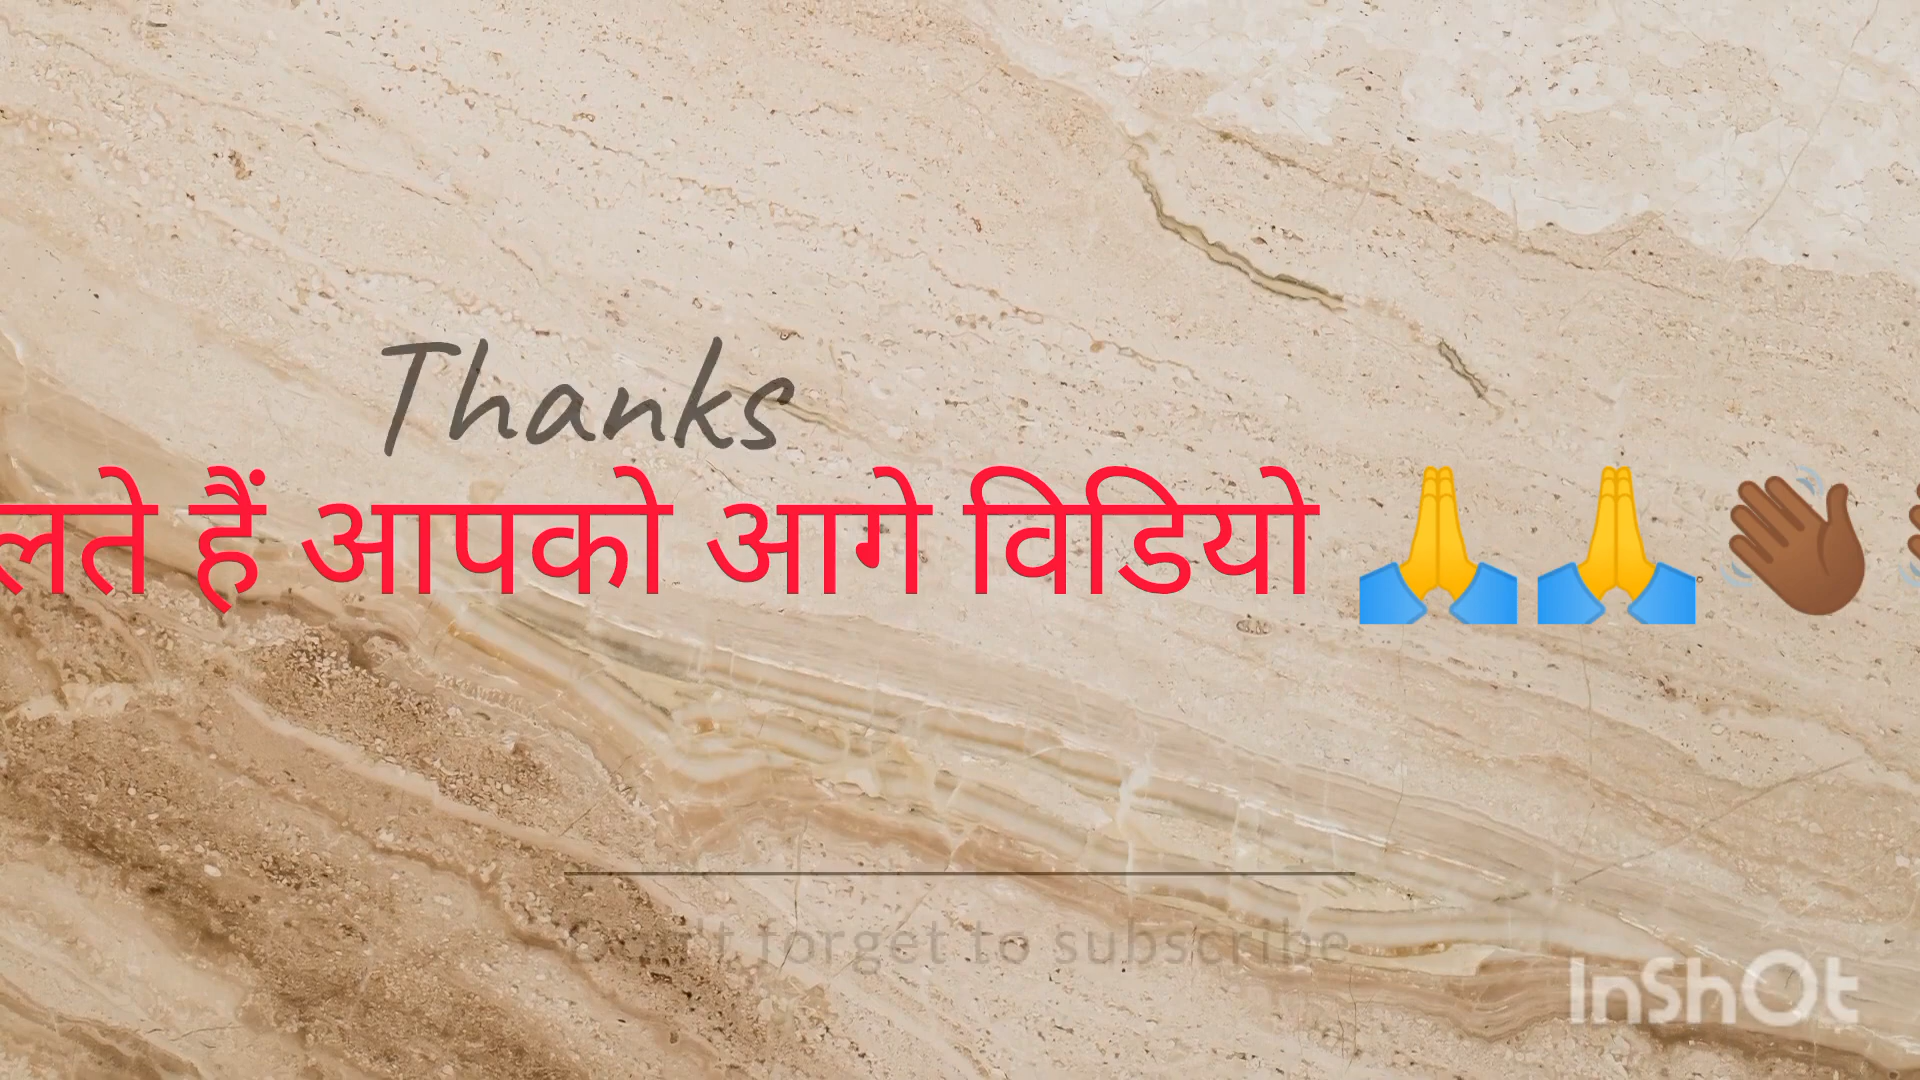 Thanks
लते हैं आपको आगे विडियो 🙏🙏👋🏾
Don't forget to subscribe
InShOt